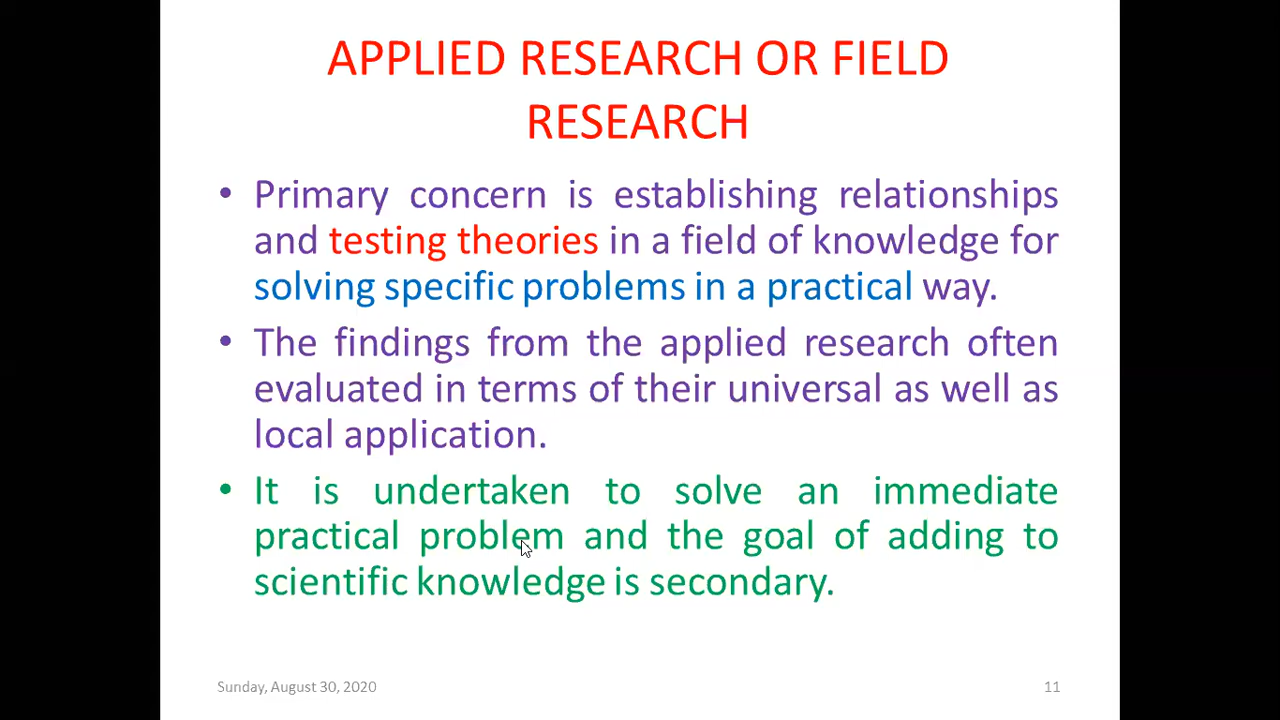 APPLIED RESEARCH OR FIELD
RESEARCH
• Primary concern is establishing relationships
and testing theories in a field of knowledge for
solving specific problems in a practical way.
• The findings from the applied research often
evaluated in terms of their universal as well as
local application.
• It is undertaken to solve an immediate
practical problem and the goal of adding to
scientific knowledge is secondary.
Sunday, August 30, 2020
11